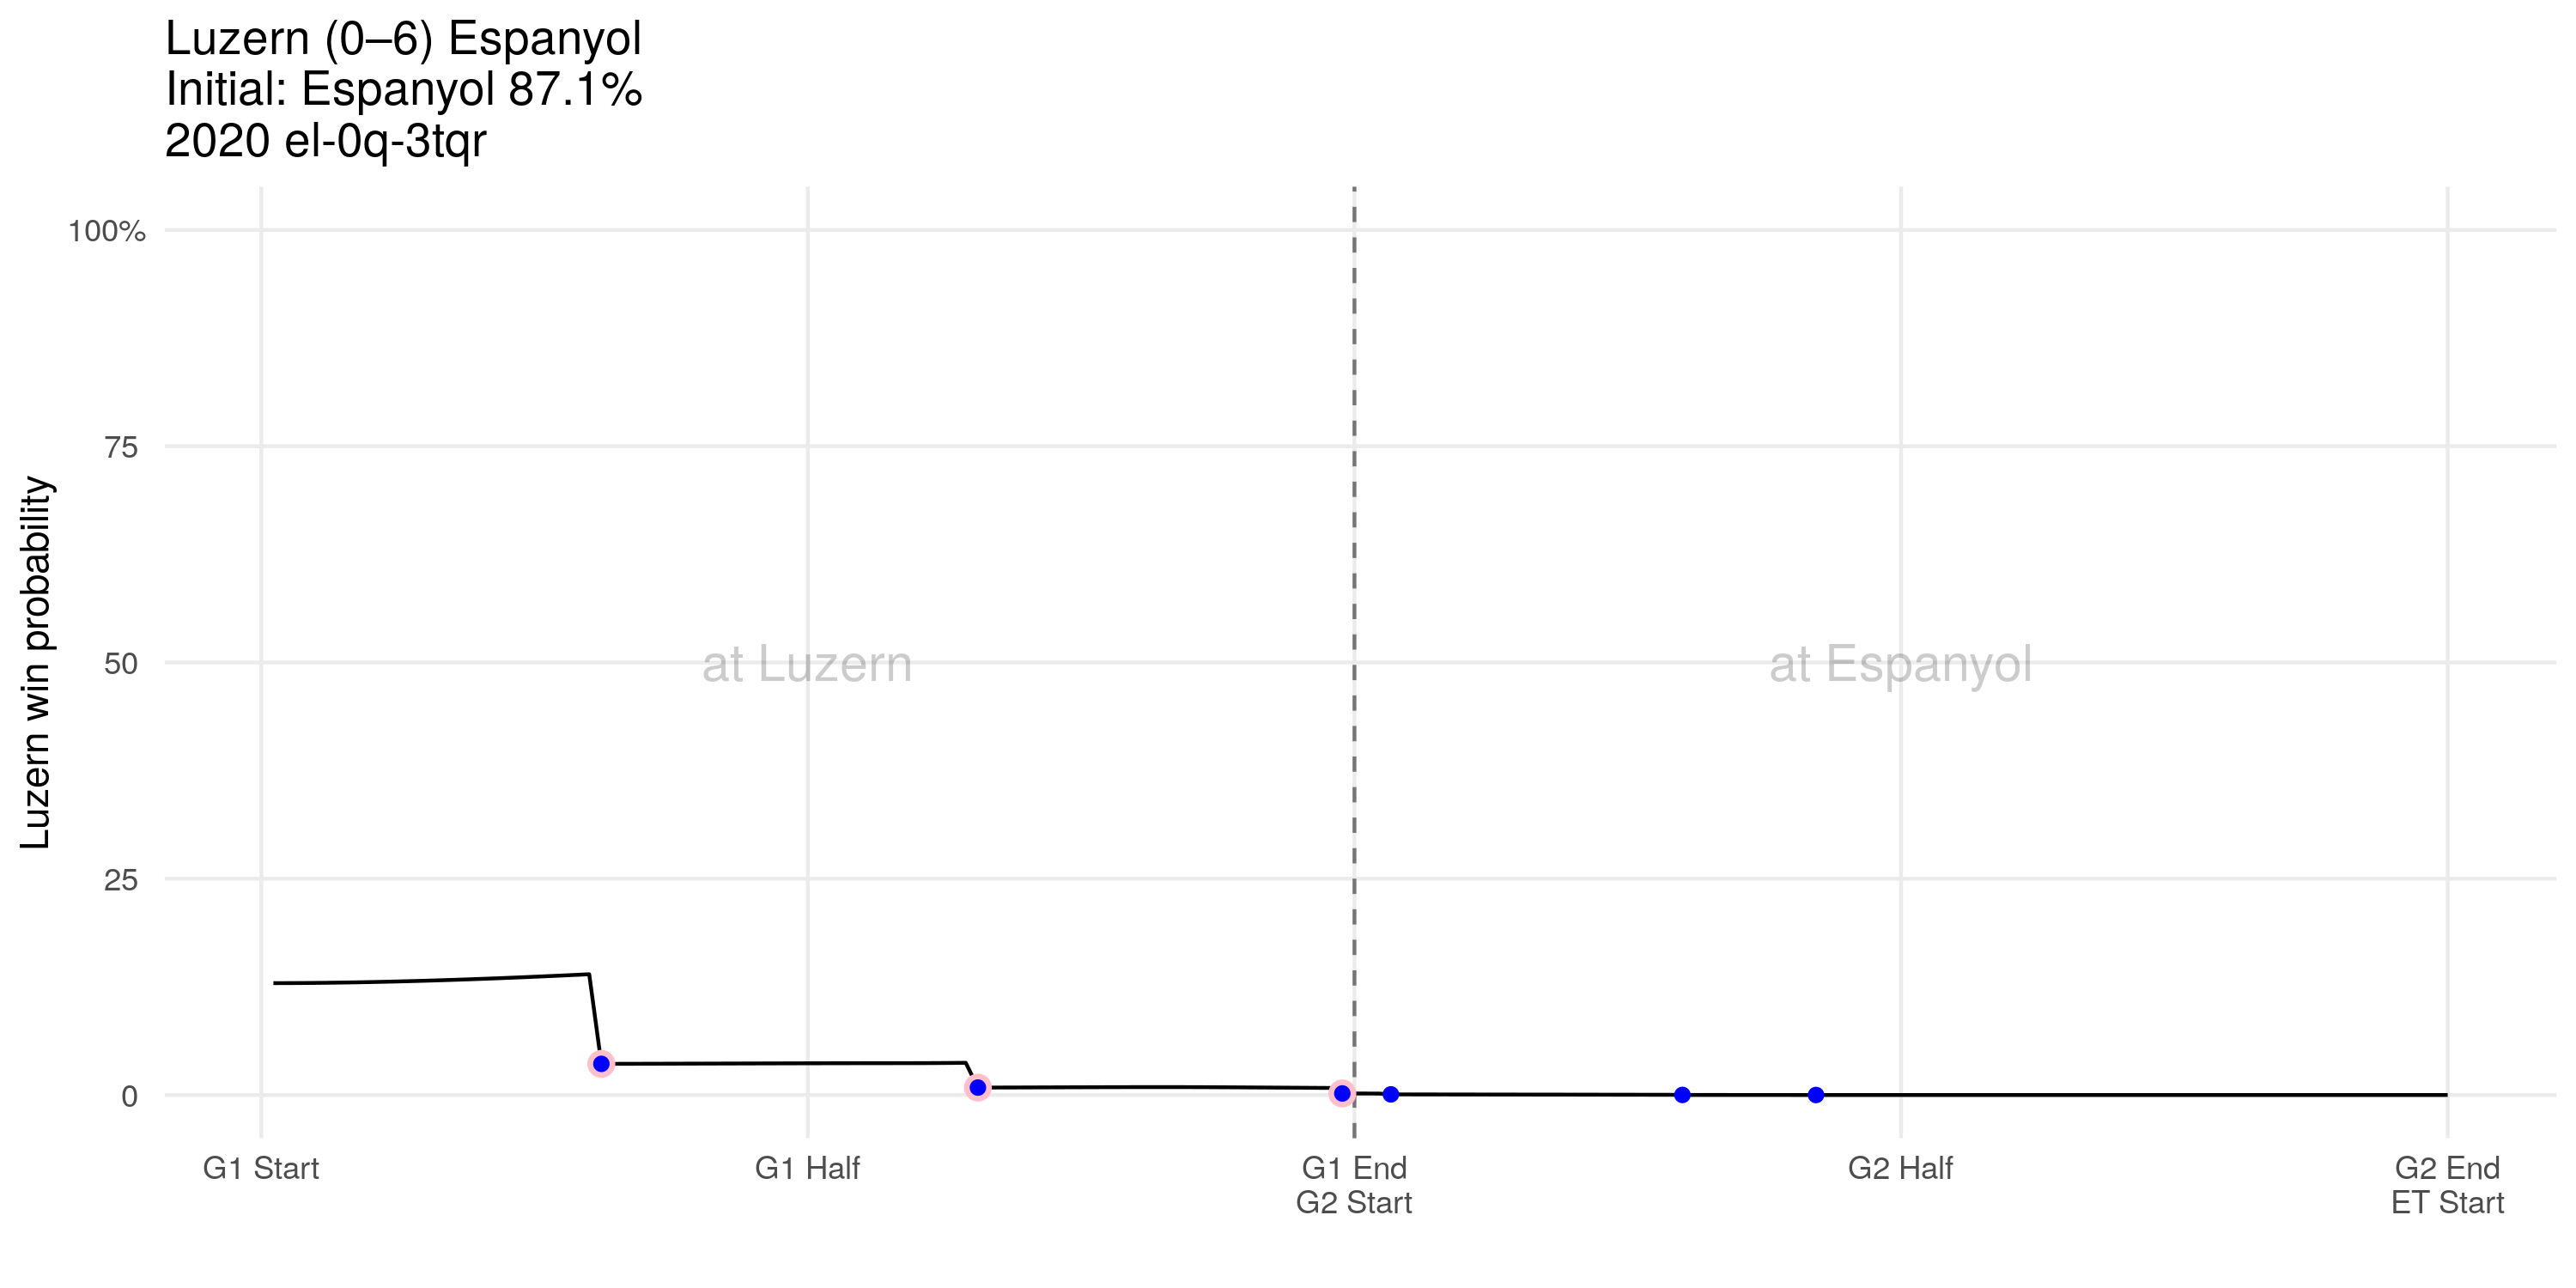 Luzern (0–6) Espanyol
Initial: Espanyol 87.1%
2020 el-0q-3tqr
Luzern win probability
100%
75
50
25
0
at Luzern
at Espanyol
G1 Start
G1 Half
G1 End
G2 Start
G2 Half
G2 End
ET Start